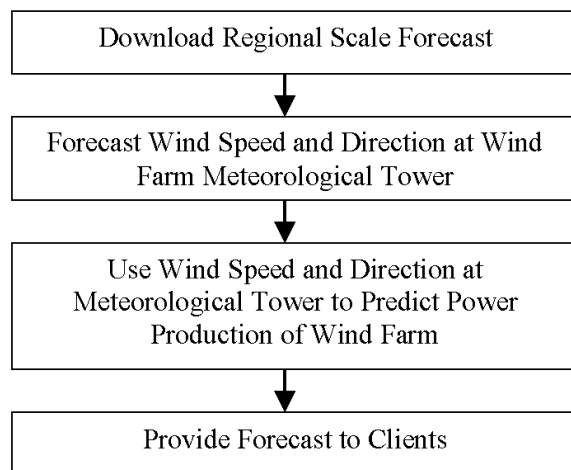 Download Regional Scale Forecast
Forecast Wind Speed and Direction at Wind
Farm Meteorological Tower
Use Wind Speed and Direction at
Meteorological Tower to Predict Power
Production of Wind Farm
Provide Forecast to Clients